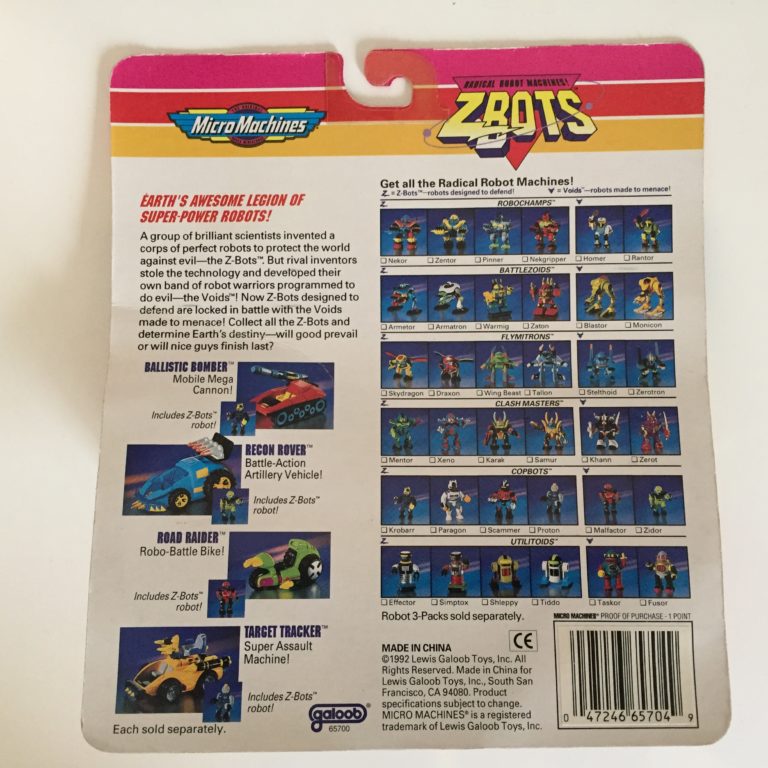 THE ORIGINAL
MicroMachines
RADICAL ROBOT MACHINES!
Z-BOTS™
EARTH'S AWESOME LEGION OF
SUPER-POWER ROBOTS!
A group of brilliant scientists invented a
corps of perfect robots to protect the world
against evil—the Z-Bots™. But rival inventors
stole the technology and developed their
own band of robot warriors programmed to
do evil—the Voids™! Now Z-Bots designed to
defend are locked in battle with the Voids
made to menace! Collect all the Z-Bots and
determine Earth's destiny—will good prevail
or will nice guys finish last?
BALLISTIC BOMBER™
Mobile Mega
Cannon!
Includes Z-Bots™
robot!
RECON ROVER™
Battle-Action
Artillery Vehicle!
Includes Z-Bots™
robot!
ROAD RAIDER™
Robo-Battle Bike!
Includes Z-Bots™
robot!
TARGET TRACKER™
Super Assault
Machine!
Includes Z-Bots™
robot!
Each sold separately.
galoob®
65700
Get all the Radical Robot Machines!
Z = Z-Bots™—robots designed to defend! V = Voids™—robots made to menace!
Z ROBOCHAMPS™ V
Nekor Zentor Pinner Nekgripper Homer Rantor
Z BATTLEZOIDS™ V
Armetor Armatron Warmig Zaton Blastor Monicon
Z FLYMITRONS™ V
Skydragon Draxon Wing Beast Tallon Stelthoid Zerotron
Z CLASH MASTERS™ V
Mentor Xeno Karak Samur Khann Zerot
Z COPBOTS™ V
Krobarr Paragon Scammer Proton Malfactor Zidor
Z UTILITOIDS™ V
Effector Simptox Shleppy Tiddo Taskor Fusor
Robot 3-Packs sold separately.
MICRO MACHINES® PROOF OF PURCHASE - 1 POINT
MADE IN CHINA
CE
©1992 Lewis Galoob Toys, Inc. All
Rights Reserved. Made in China for
Lewis Galoob Toys, Inc., South San
Francisco, CA 94080. Product
specifications subject to change.
MICRO MACHINES® is a registered
trademark of Lewis Galoob Toys, Inc.
0 47246 65704 9